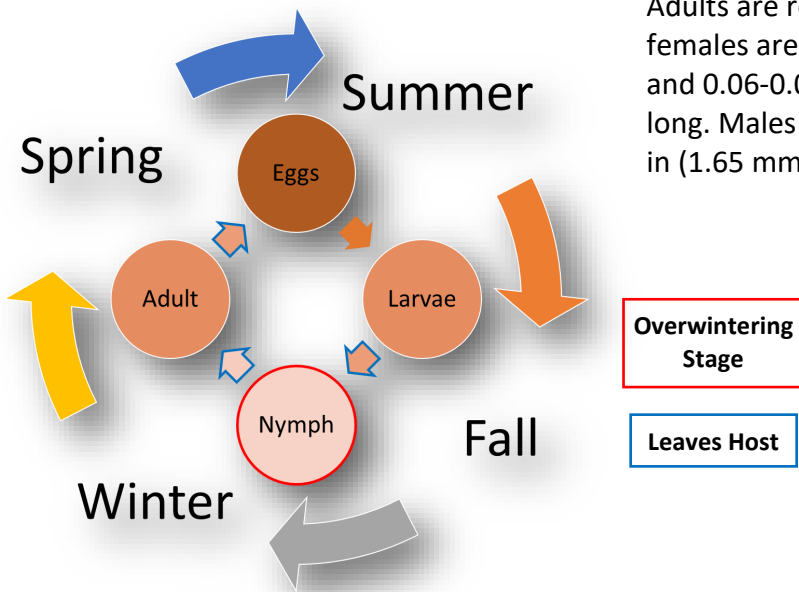 Adults are
females are
and 0.06-0.0
long. Males
in (1.65 mm
Summer
Spring
Eggs
Adult
Larvae
Overwintering
Stage
Nymph
Fall
Leaves Host
Winter